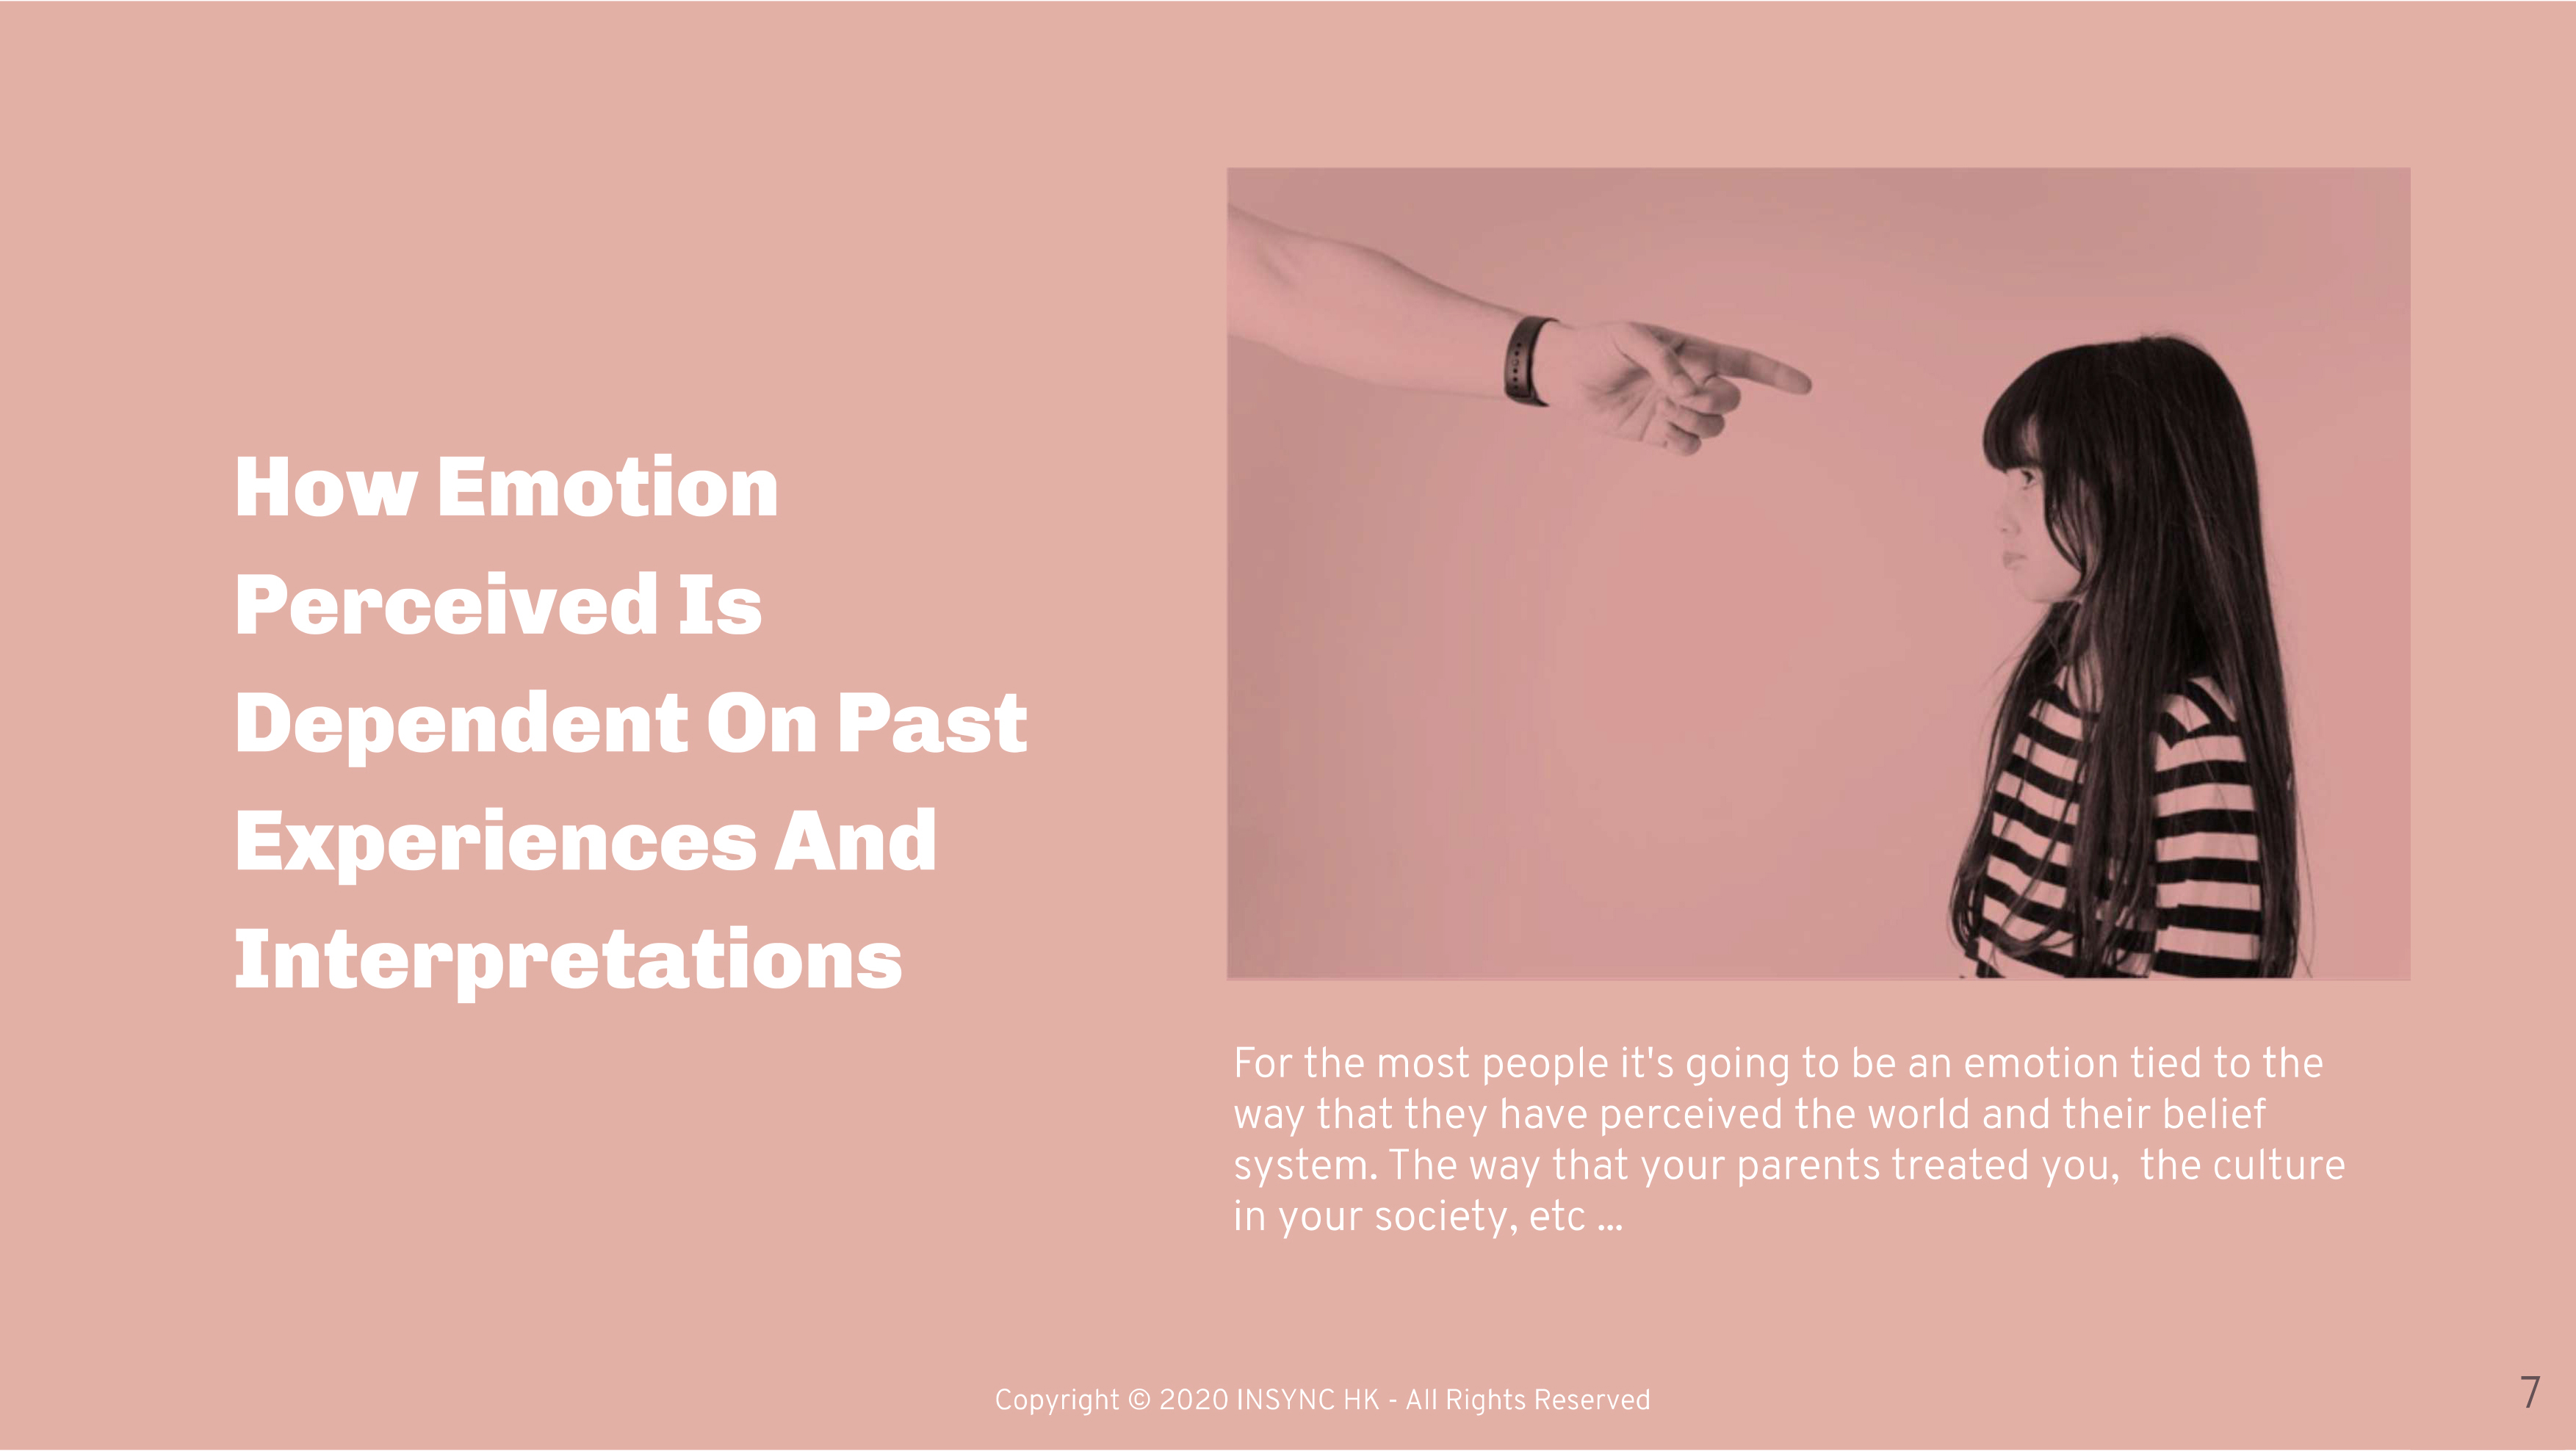 How Emotion
Perceived Is
Dependent On Past
Experiences And
Interpretations
For the most people it's going to be an emotion tied to the
way that they have perceived the world and their belief
system. The way that your parents treated you,  the culture
in your society, etc ...
Copyright © 2020 INSYNC HK - All Rights Reserved
7